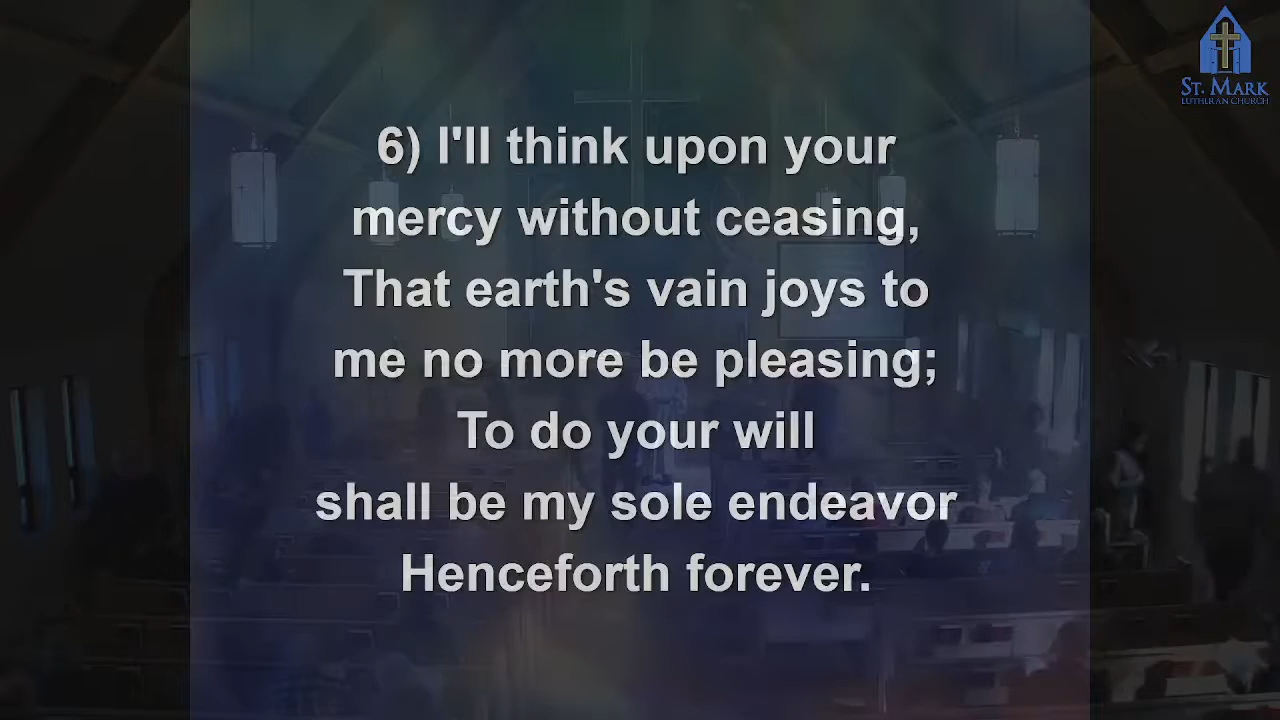 St. Mark
Lutheran Church
6) I'll think upon your
mercy without ceasing,
That earth's vain joys to
me no more be pleasing;
To do your will
shall be my sole endeavor
Henceforth forever.